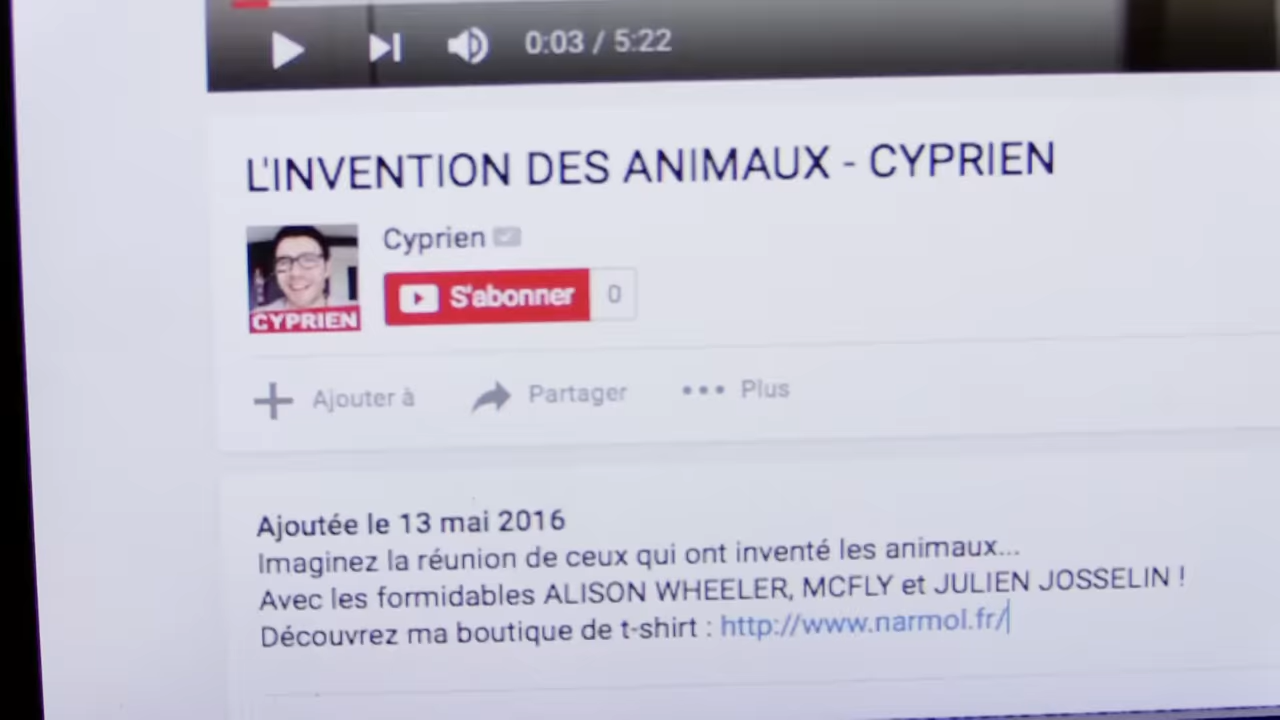 0:03 / 5:22
L'INVENTION DES ANIMAUX - CYPRIEN
Cyprien
CYPRIEN
S'abonner 0
Ajouter à Partager Plus
Ajoutée le 13 mai 2016
Imaginez la réunion de ceux qui ont inventé les animaux...
Avec les formidables ALISON WHEELER, MCFLY et JULIEN JOSSELIN !
Découvrez ma boutique de t-shirt : http://www.narmol.fr/